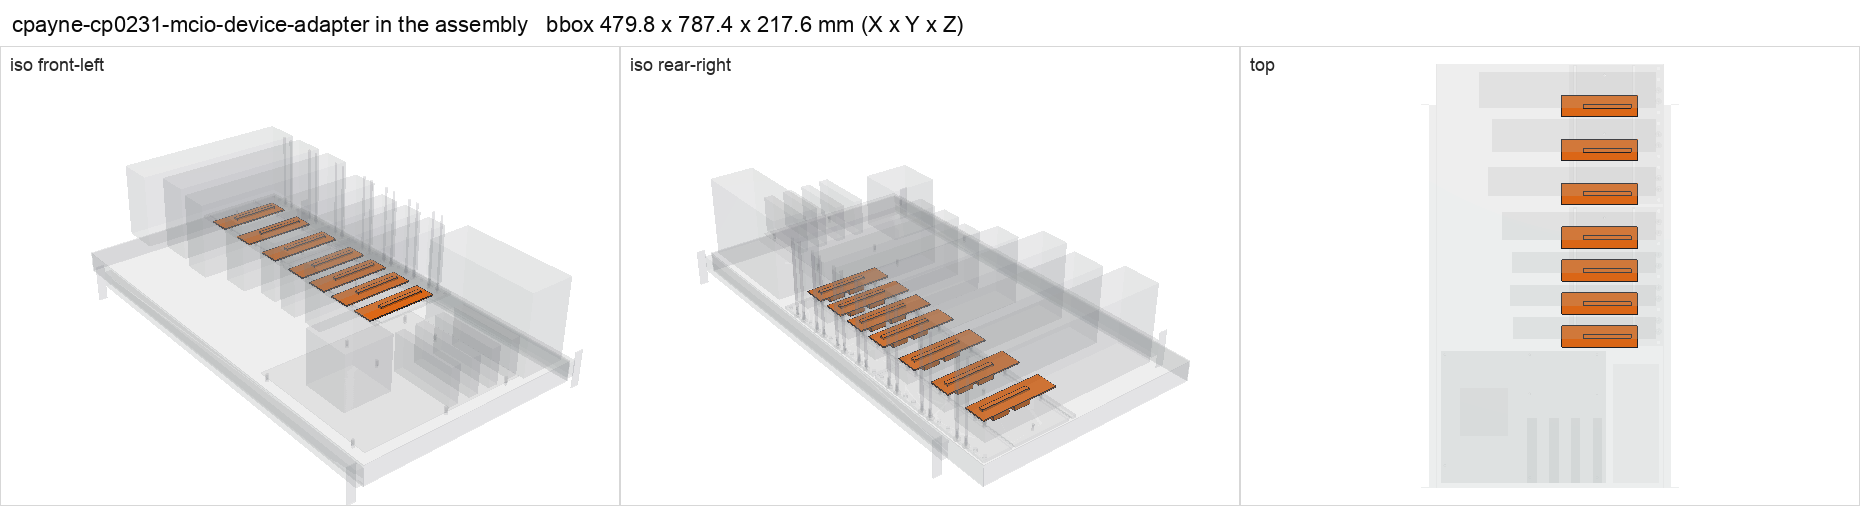 cpayne-cp0231-mcio-device-adapter in the assembly bbox 479.8 x 787.4 x 217.6 mm (X x Y x Z)
iso front-left
iso rear-right
top